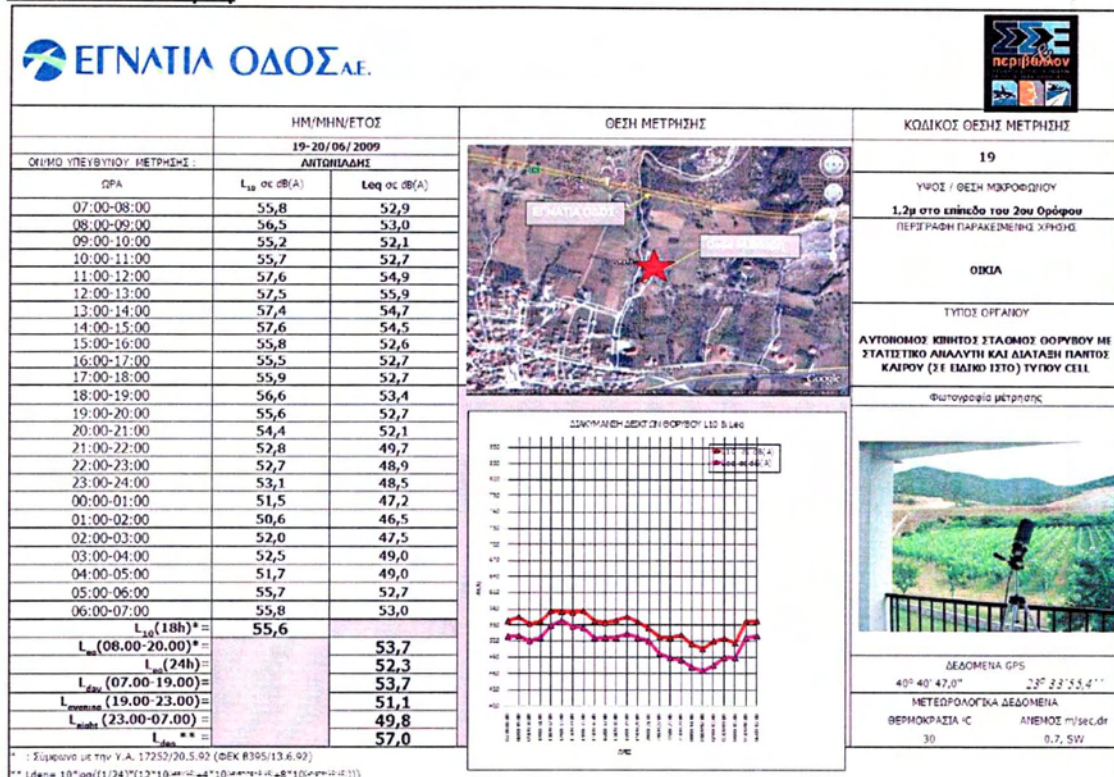 ΕΓΝΑΤΙΑ ΟΔΟΣ Α.Ε.
ΣΣΕ
&
περιβάλλον
ΗΜ/ΜΗΝ/ΕΤΟΣ
ΘΕΣΗ ΜΕΤΡΗΣΗΣ
ΚΩΔΙΚΟΣ ΘΕΣΗΣ ΜΕΤΡΗΣΗΣ
19-20/06/2009
19
ΟΝ/ΜΟ ΥΠΕΥΘΥΝΟΥ ΜΕΤΡΗΣΗΣ :
ΑΝΤΩΝΙΑΔΗΣ
ΩΡΑ L10 σε dB(A) Leq σε dB(A)
07:00-08:00 55,8 52,9
08:00-09:00 56,5 53,0
09:00-10:00 55,2 52,1
10:00-11:00 55,7 52,7
11:00-12:00 57,6 54,9
12:00-13:00 57,5 55,9
13:00-14:00 57,4 54,7
14:00-15:00 57,6 54,5
15:00-16:00 55,8 52,6
16:00-17:00 55,5 52,7
17:00-18:00 55,9 52,7
18:00-19:00 56,6 53,4
19:00-20:00 55,6 52,7
20:00-21:00 54,4 52,1
21:00-22:00 52,8 49,7
22:00-23:00 52,7 48,9
23:00-24:00 53,1 48,5
00:00-01:00 51,5 47,2
01:00-02:00 50,6 46,5
02:00-03:00 52,0 47,5
03:00-04:00 52,5 49,0
04:00-05:00 51,7 49,0
05:00-06:00 55,7 52,7
06:00-07:00 55,8 53,0
L10(18h)*= 55,6
Leq(08.00-20.00)*= 53,7
Leq(24h)= 52,3
Lday (07.00-19.00)= 53,7
Levening (19.00-23.00)= 51,1
Lnight (23.00-07.00) = 49,8
Lden ** = 57,0
* : Σύμφωνα με την Υ.Α. 17252/20.5.92 (ΦΕΚ Β395/13.6.92)
ΕΓΝΑΤΙΑ ΟΔΟΣ
Google
ΔΙΑΚΥΜΑΝΣΗ ΔΕΙΚΤΩΝ ΘΟΡΥΒΟΥ L10 & Leq
ΥΨΟΣ / ΘΕΣΗ ΜΙΚΡΟΦΩΝΟΥ
1,2μ στο επίπεδο του 2ου Ορόφου
ΠΕΡΙΓΡΑΦΗ ΠΑΡΑΚΕΙΜΕΝΗΣ ΧΡΗΣΗΣ
ΟΙΚΙΑ
ΤΥΠΟΣ ΟΡΓΑΝΟΥ
ΑΥΤΟΝΟΜΟΣ ΚΙΝΗΤΟΣ ΣΤΑΘΜΟΣ ΘΟΡΥΒΟΥ ΜΕ
ΣΤΑΤΙΣΤΙΚΟ ΑΝΑΛΥΤΗ ΚΑΙ ΔΙΑΤΑΞΗ ΠΑΝΤΟΣ
ΚΑΙΡΟΥ (ΣΕ ΕΙΔΙΚΟ ΙΣΤΟ) ΤΥΠΟΥ CELL
Φωτογραφία μέτρησης
ΔΕΔΟΜΕΝΑ GPS
40º 40' 47,0" 23º 33'55,4''
ΜΕΤΕΩΡΟΛΟΓΙΚΑ ΔΕΔΟΜΕΝΑ
ΘΕΡΜΟΚΡΑΣΙΑ ºC ΑΝΕΜΟΣ m/sec,dr
30 0.7, SW